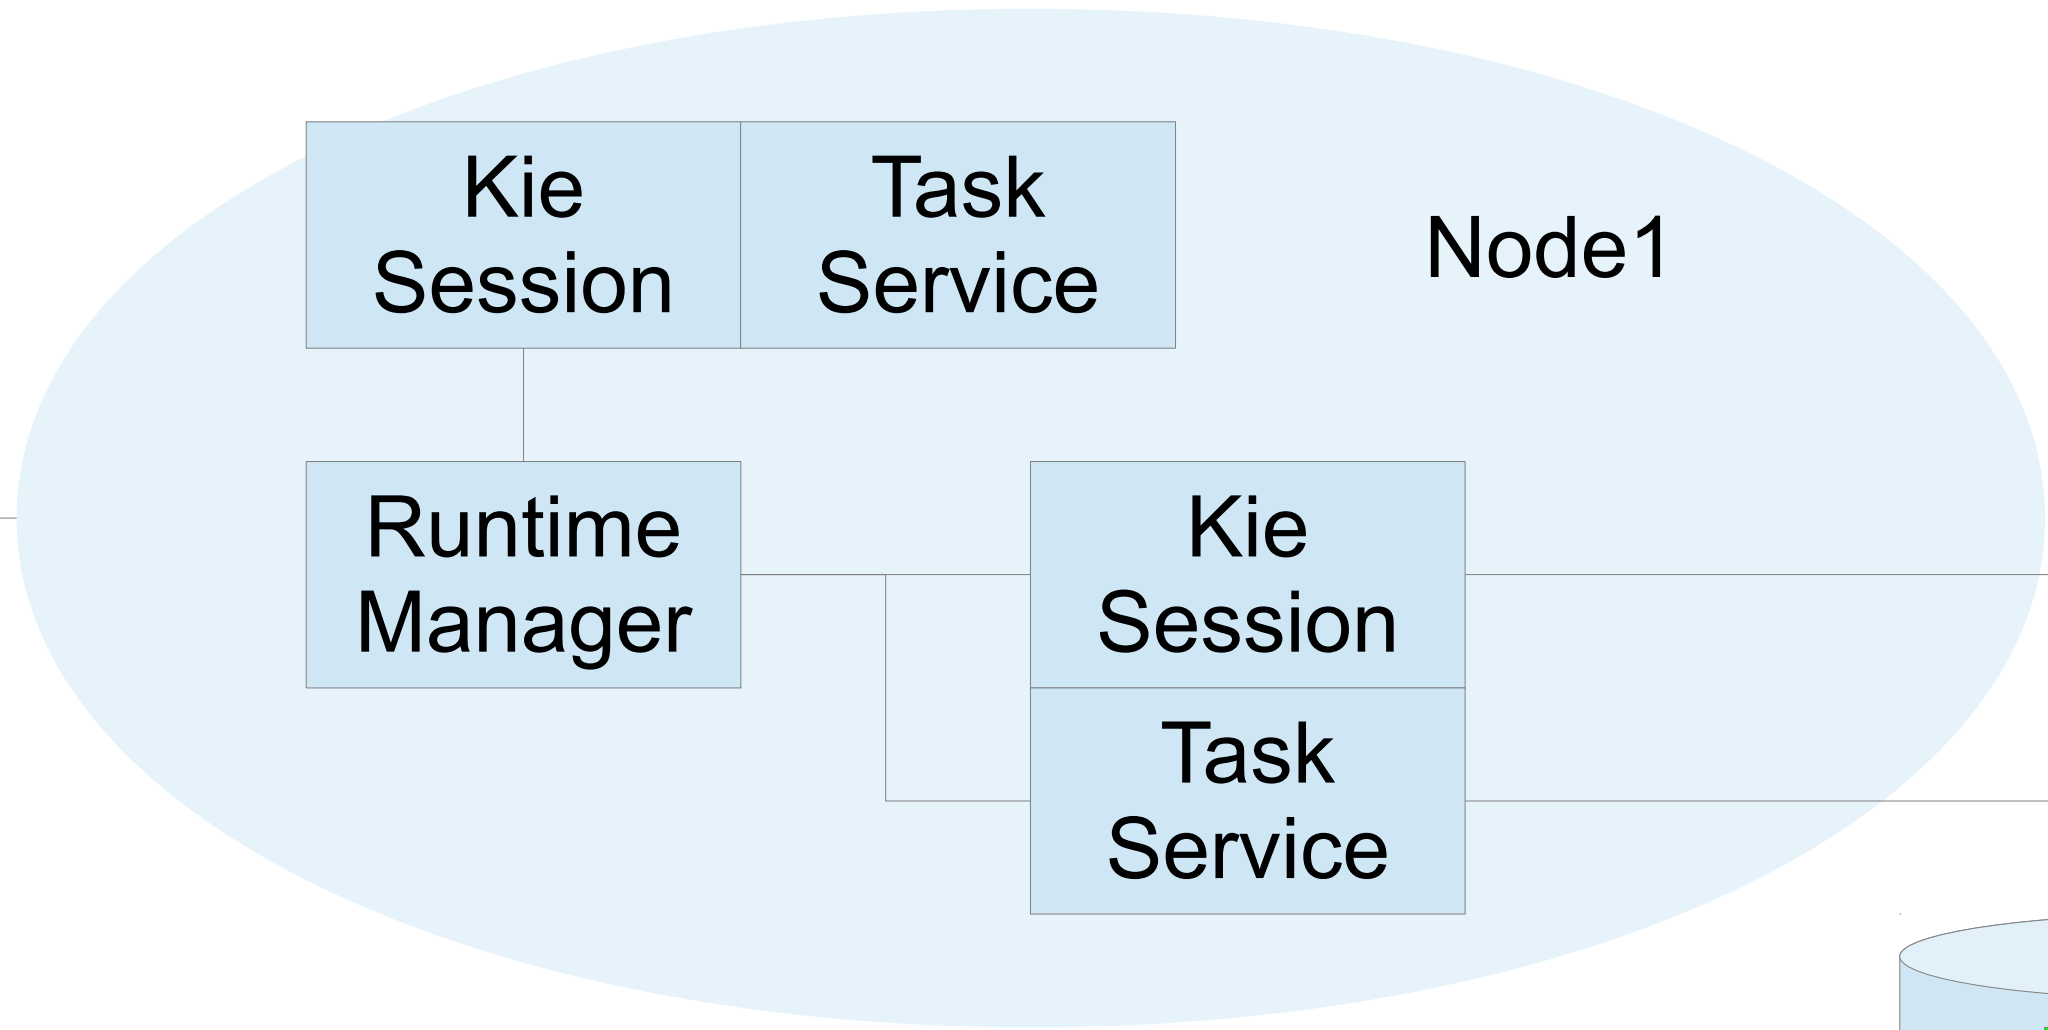 Kie
Session
Task
Service
Node1
Runtime
Manager
Kie
Session
Task
Service